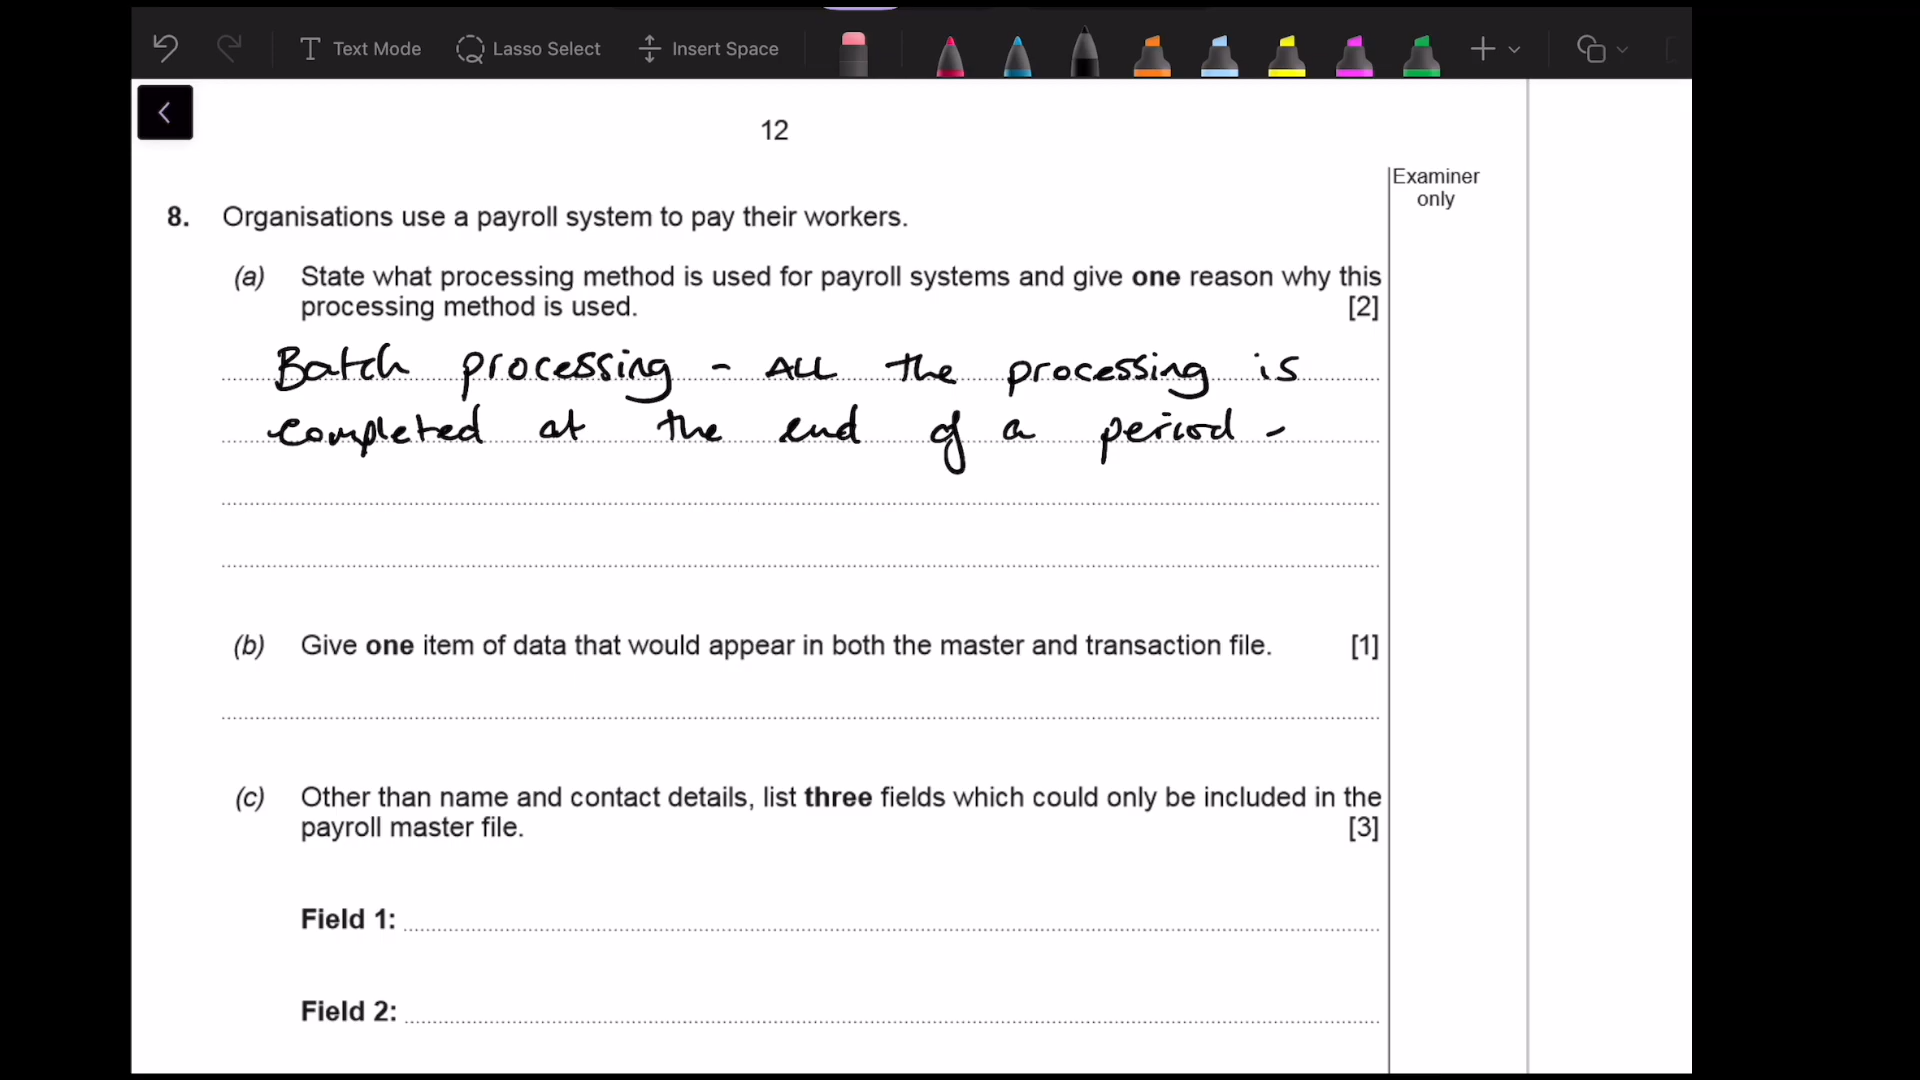 Text Mode Lasso Select Insert Space
12
Examiner
only
8. Organisations use a payroll system to pay their workers.
(a) State what processing method is used for payroll systems and give one reason why this
processing method is used. [2]
Batch processing - All the processing is
completed at the end of a period -
(b) Give one item of data that would appear in both the master and transaction file. [1]
(c) Other than name and contact details, list three fields which could only be included in the
payroll master file. [3]
Field 1:
Field 2: